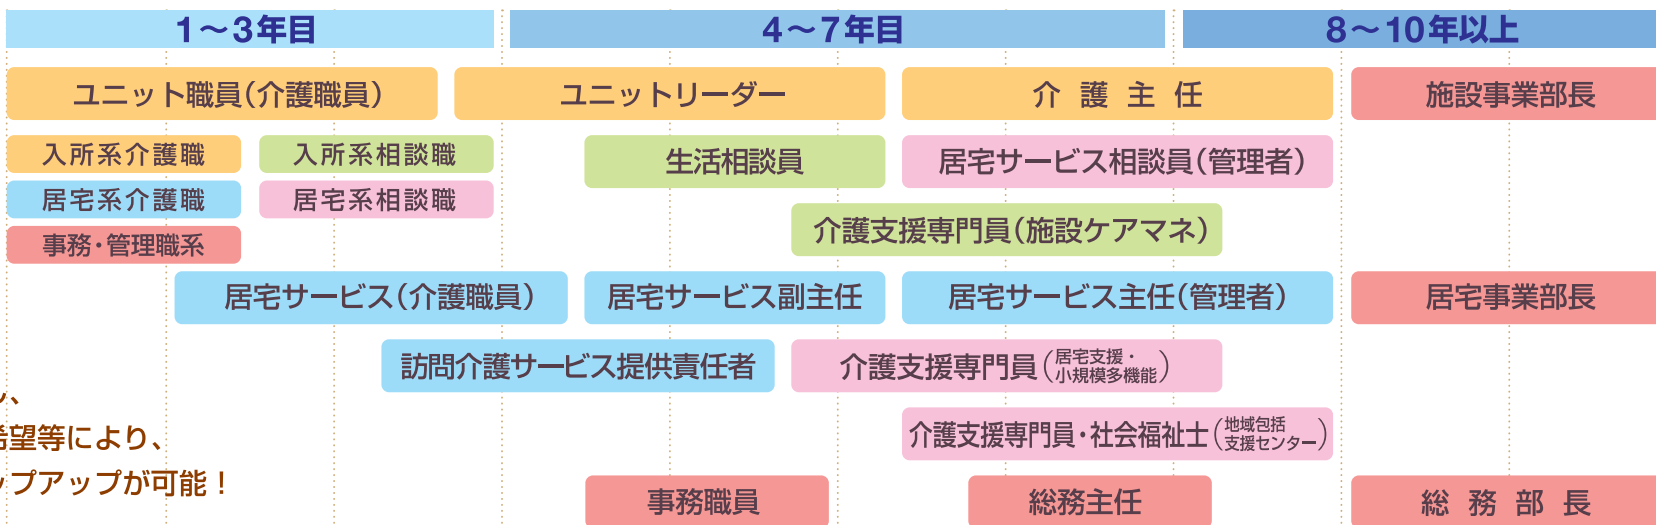 1～3年目
4～7年目
8～10年以上
ユニット職員(介護職員)
ユニットリーダー
介護主任
施設事業部長
入所系介護職
入所系相談職
生活相談員
居宅サービス相談員(管理者)
居宅系介護職
居宅系相談職
介護支援専門員(施設ケアマネ)
事務・管理職系
居宅サービス(介護職員)
居宅サービス副主任
居宅サービス主任(管理者)
居宅事業部長
訪問介護サービス提供責任者
介護支援専門員(居宅支援・
小規模多機能)
介護支援専門員・社会福祉士(地域包括
支援センター)
希望等により、
ップアップが可能！
事務職員
総務主任
総務部長